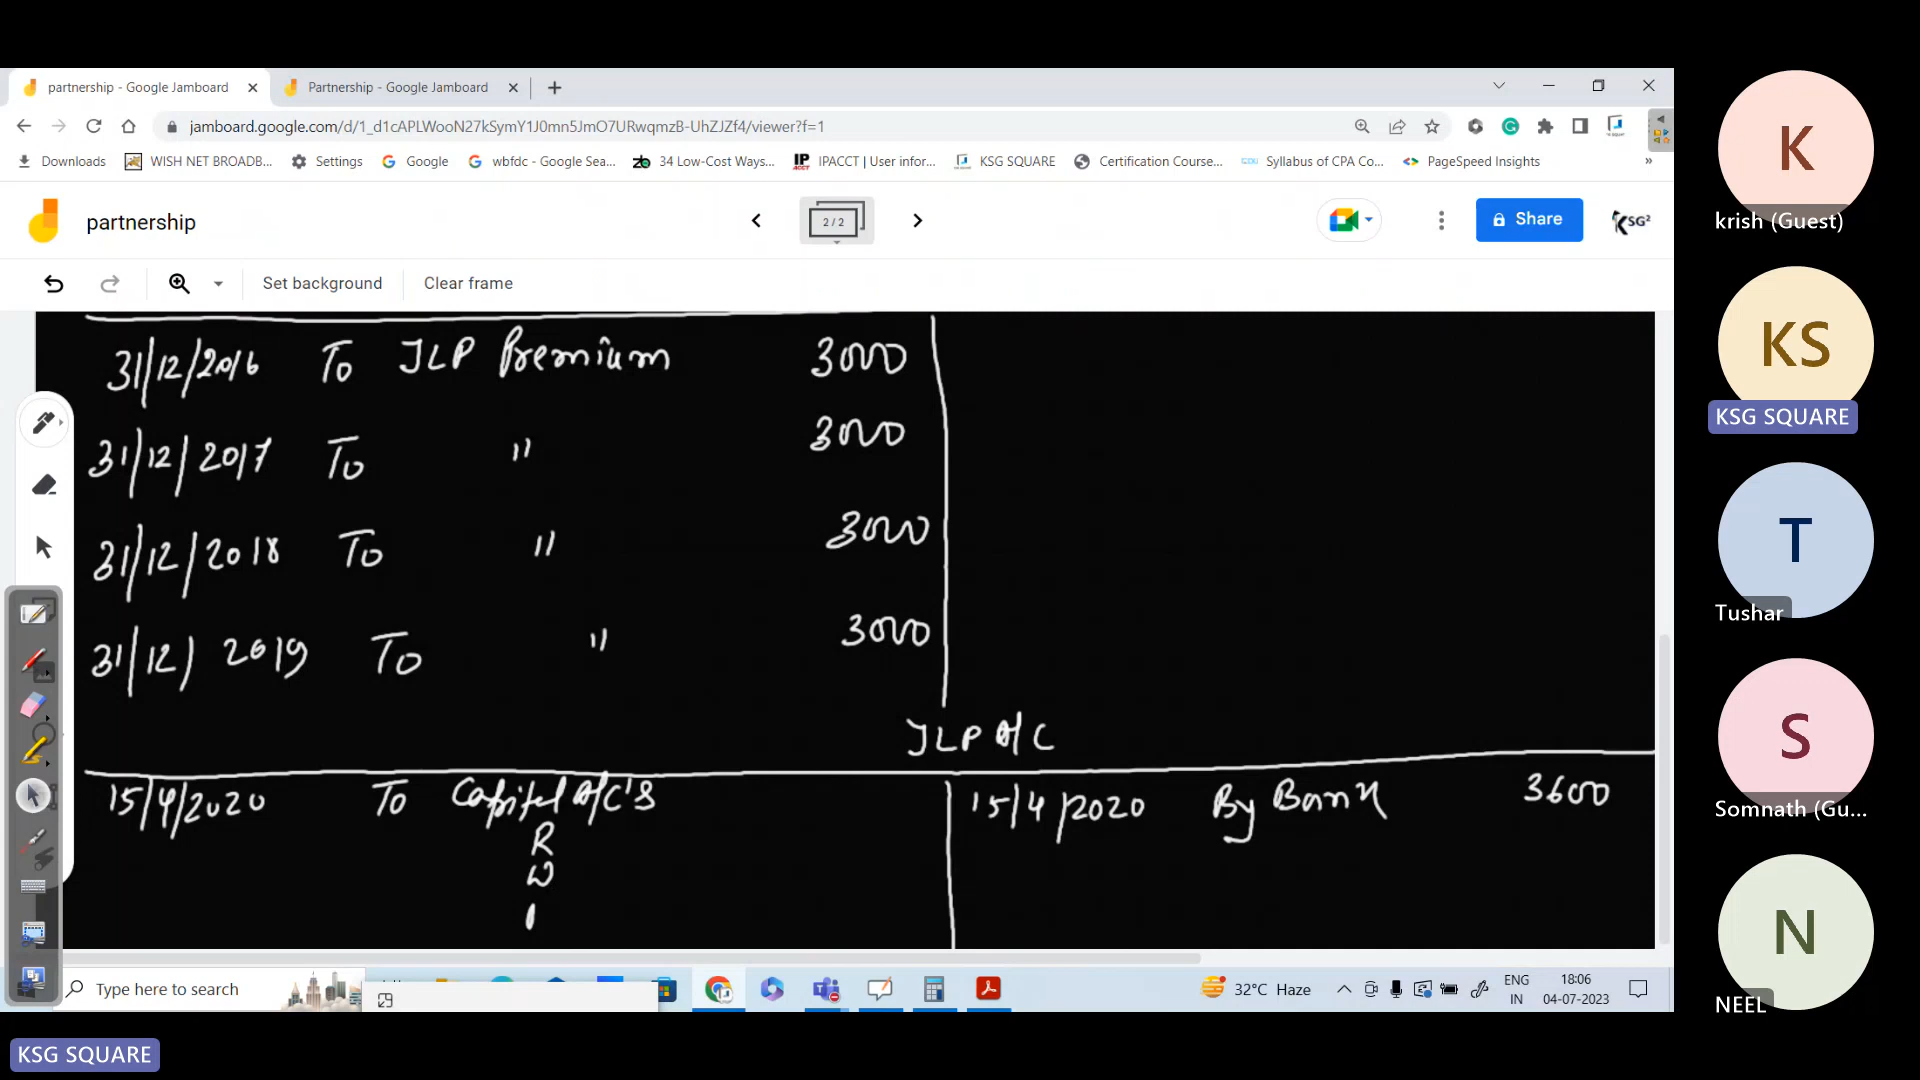 partnership - Google Jamboard
Partnership - Google Jamboard
jamboard.google.com/d/1_d1cAPLWooN27kSymY1J0mn5JmO7URwqmzB-UhZJZf4/viewer?f=1
Downloads WISH NET BROADB... Settings Google wbfdc - Google Sea... 34 Low-Cost Ways... IPACCT | User infor... KSG SQUARE Certification Course... Syllabus of CPA Co... PageSpeed Insights »
partnership
2 / 2
Share
KSG²
Set background
Clear frame
31/12/2016 To JLP Premium 3000
31/12/2017 To " 3000
31/12/2018 To " 3000
31/12/2019 To " 3000
JLP A/C
15/4/2020 To Capital A/C'S
R
W
15/4/2020 By Bank 3600
Type here to search
32°C Haze
ENG
IN
18:06
04-07-2023
K
krish (Guest)
KS
KSG SQUARE
T
Tushar
S
Somnath (Gu...
N
NEEL
KSG SQUARE